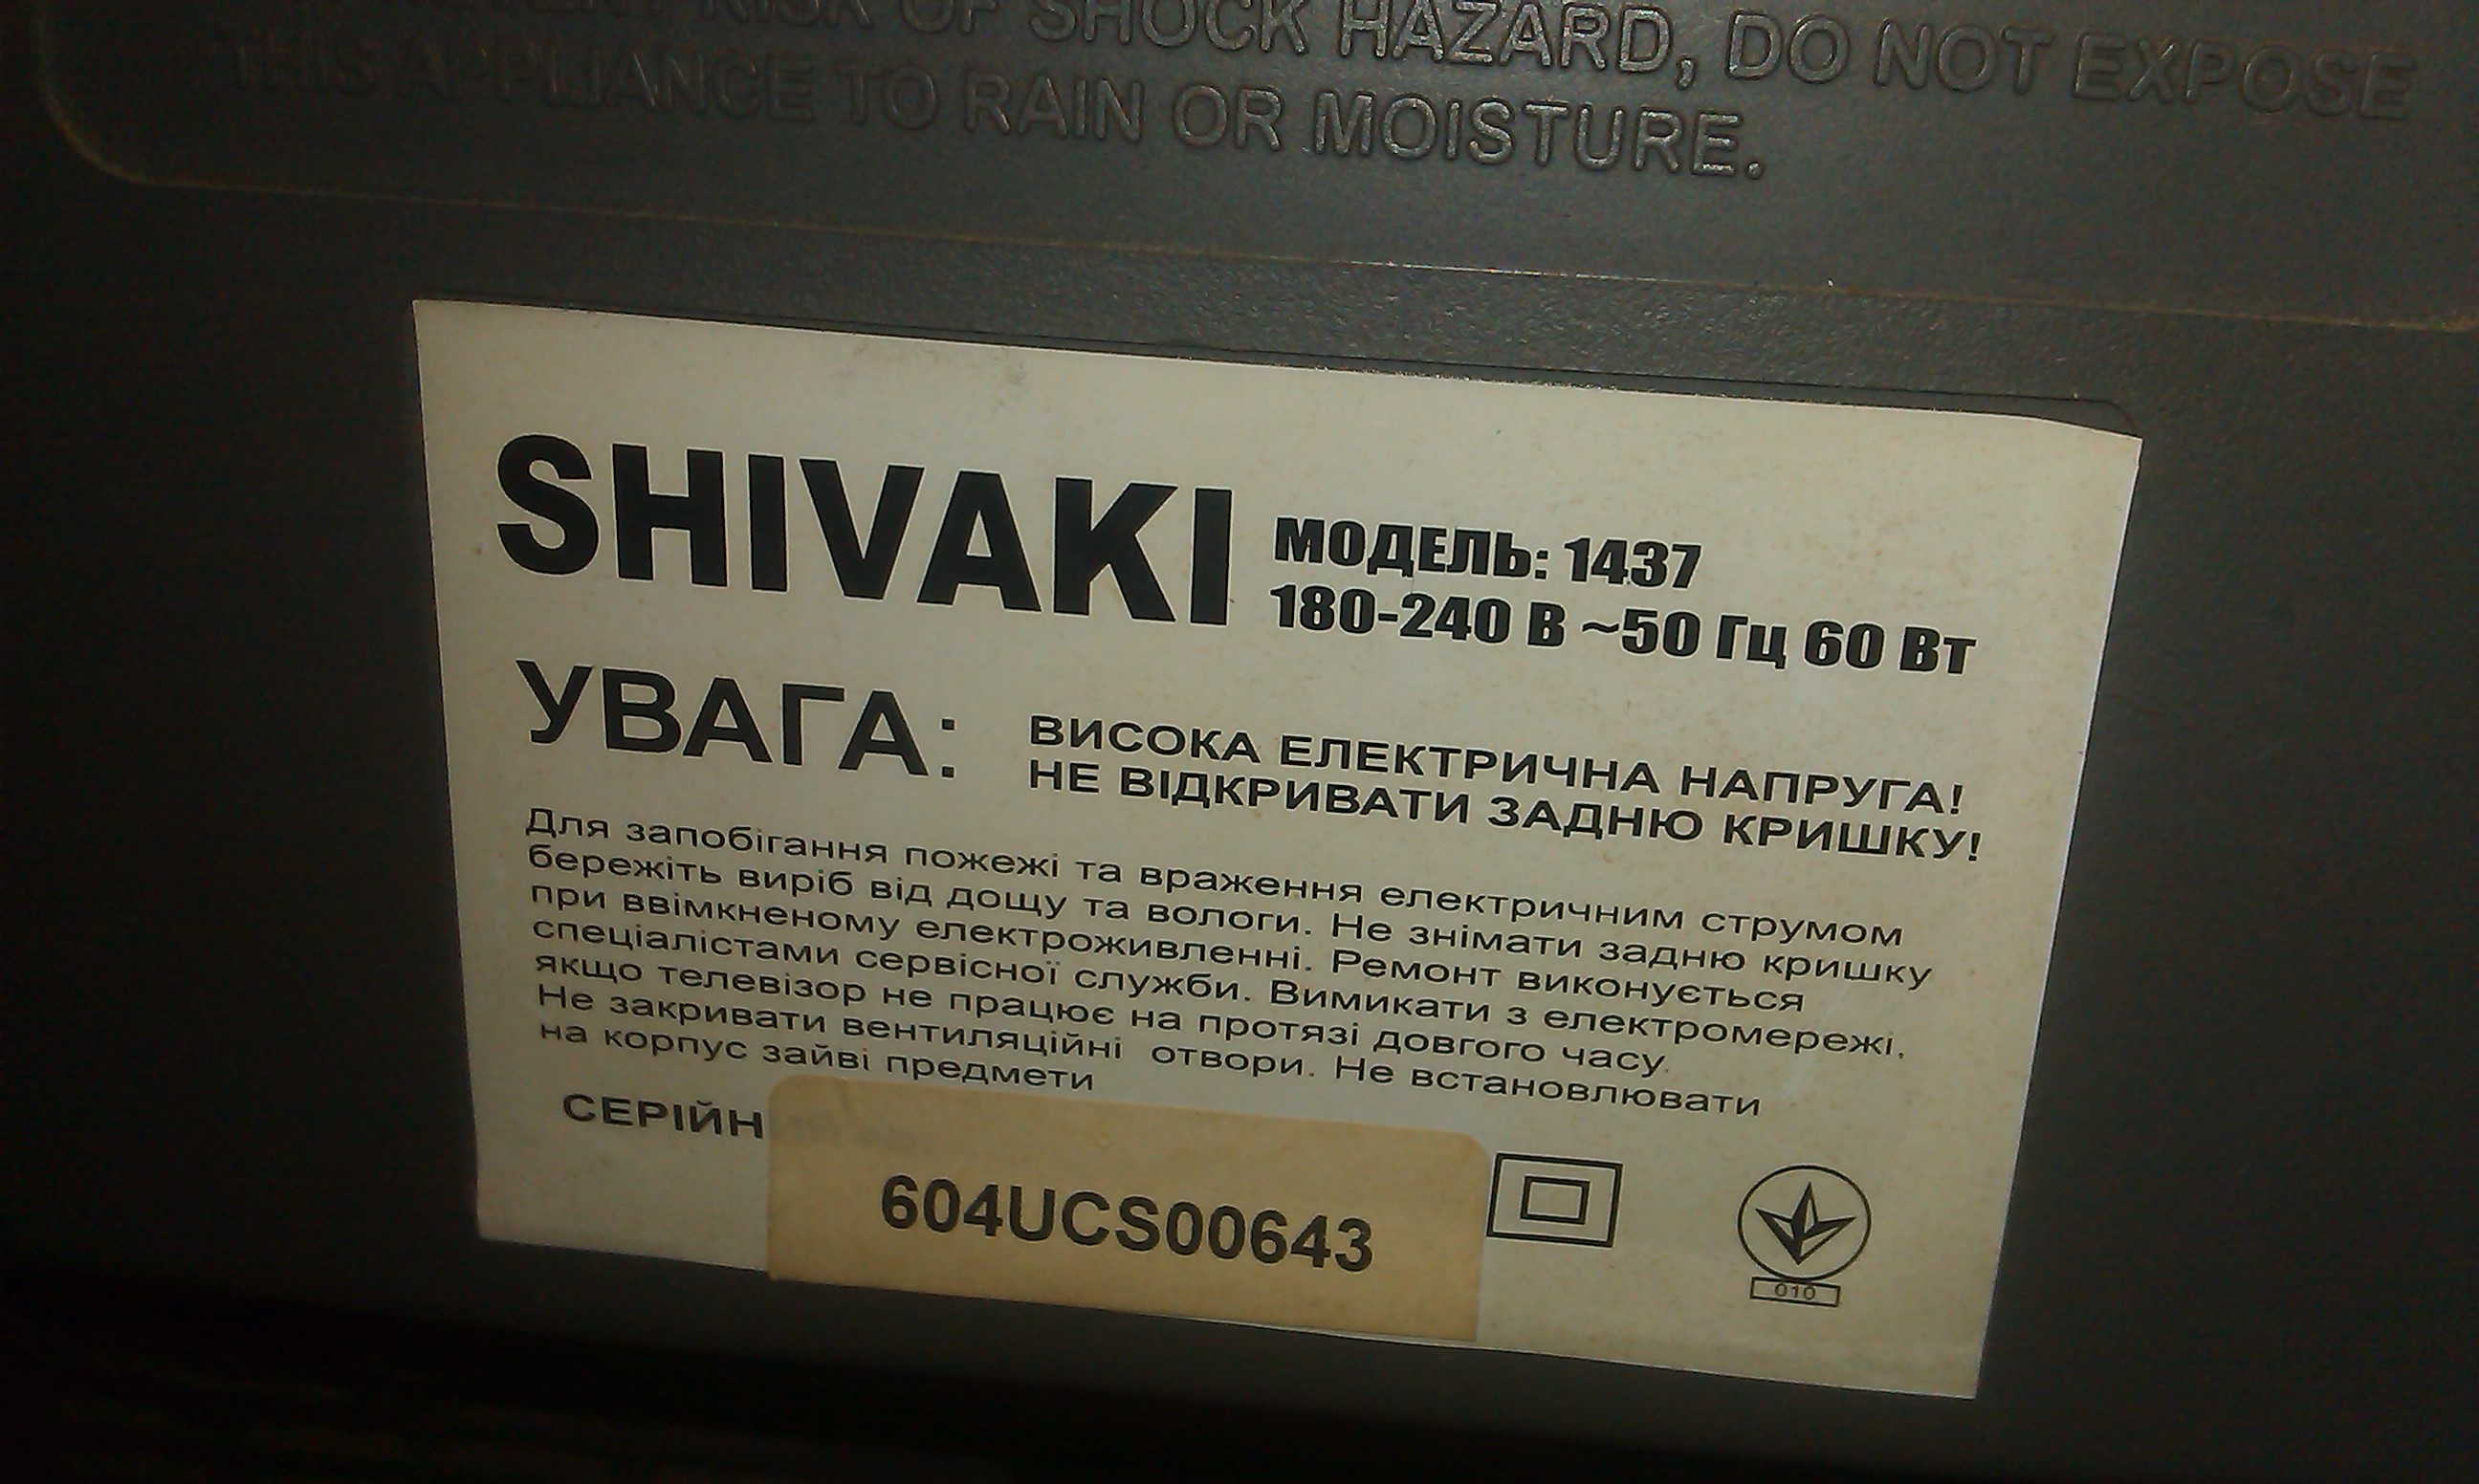 RISK OF SHOCK HAZARD, DO NOT EXPOSE
THIS APPLIANCE TO RAIN OR MOISTURE.
SHIVAKI
МОДЕЛЬ: 1437
180-240 В ~50 Гц 60 Вт
УВАГА:
ВИСОКА ЕЛЕКТРИЧНА НАПРУГА!
НЕ ВІДКРИВАТИ ЗАДНЮ КРИШКУ!
Для запобігання пожежі та враження електричним струмом
бережіть виріб від дощу та вологи. Не знімати задню кришку
при ввімкненому електроживленні. Ремонт виконується
спеціалістами сервісної служби. Вимикати з електромережі,
якщо телевізор не працює на протязі довгого часу.
Не закривати вентиляційні отвори. Не встановлювати
на корпус зайві предмети
СЕРІЙН
604UCS00643
010